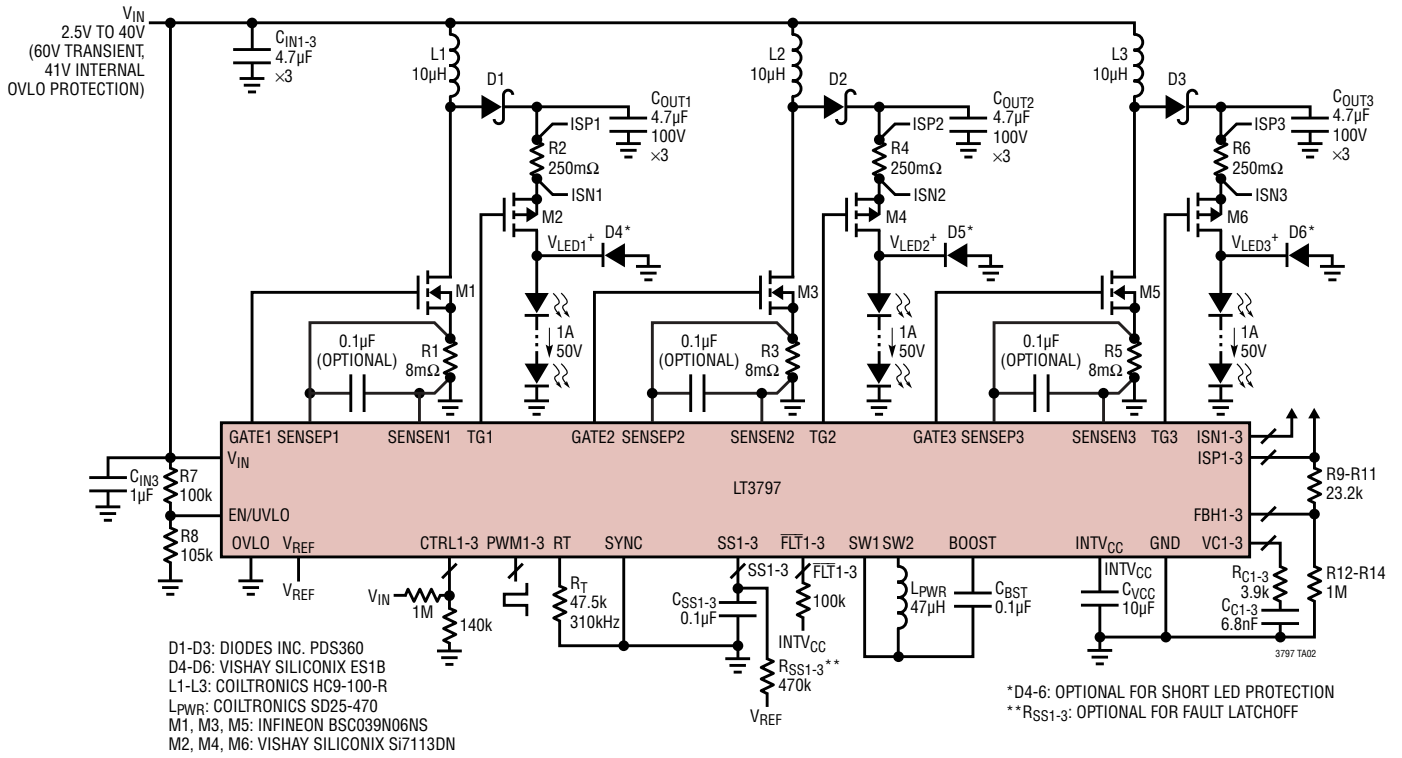 VIN
2.5V TO 40V
(60V TRANSIENT,
41V INTERNAL
OVLO PROTECTION)
CIN1-3
4.7µF
×3
L1
10µH
D1
COUT1
4.7µF
100V
×3
ISP1
R2
250mΩ
ISN1
M2
VLED1+
D4*
M1
0.1µF
(OPTIONAL)
R1
8mΩ
1A
50V
L2
10µH
D2
COUT2
4.7µF
100V
×3
ISP2
R4
250mΩ
ISN2
M4
VLED2+
D5*
M3
0.1µF
(OPTIONAL)
R3
8mΩ
1A
50V
L3
10µH
D3
COUT3
4.7µF
100V
×3
ISP3
R6
250mΩ
ISN3
M6
VLED3+
D6*
M5
0.1µF
(OPTIONAL)
R5
8mΩ
1A
50V
GATE1 SENSEP1 SENSEN1 TG1 GATE2 SENSEP2 SENSEN2 TG2 GATE3 SENSEP3 SENSEN3 TG3 ISN1-3
VIN
ISP1-3
CIN3
1µF
R7
100k
LT3797
R9-R11
23.2k
EN/UVLO
FBH1-3
R8
105k
OVLO VREF CTRL1-3 PWM1-3 RT SYNC SS1-3 FLT1-3 SW1 SW2 BOOST INTVCC GND VC1-3
VREF
VIN
1M
140k
RT
47.5k
310kHz
SS1-3
CSS1-3
0.1µF
FLT1-3
100k
INTVCC
RSS1-3**
470k
VREF
LPWR
47µH
CBST
0.1µF
INTVCC
CVCC
10µF
RC1-3
3.9k
CC1-3
6.8nF
R12-R14
1M
3797 TA02
D1-D3: DIODES INC. PDS360
D4-D6: VISHAY SILICONIX ES1B
L1-L3: COILTRONICS HC9-100-R
LPWR: COILTRONICS SD25-470
M1, M3, M5: INFINEON BSC039N06NS
M2, M4, M6: VISHAY SILICONIX Si7113DN
*D4-6: OPTIONAL FOR SHORT LED PROTECTION
**RSS1-3: OPTIONAL FOR FAULT LATCHOFF